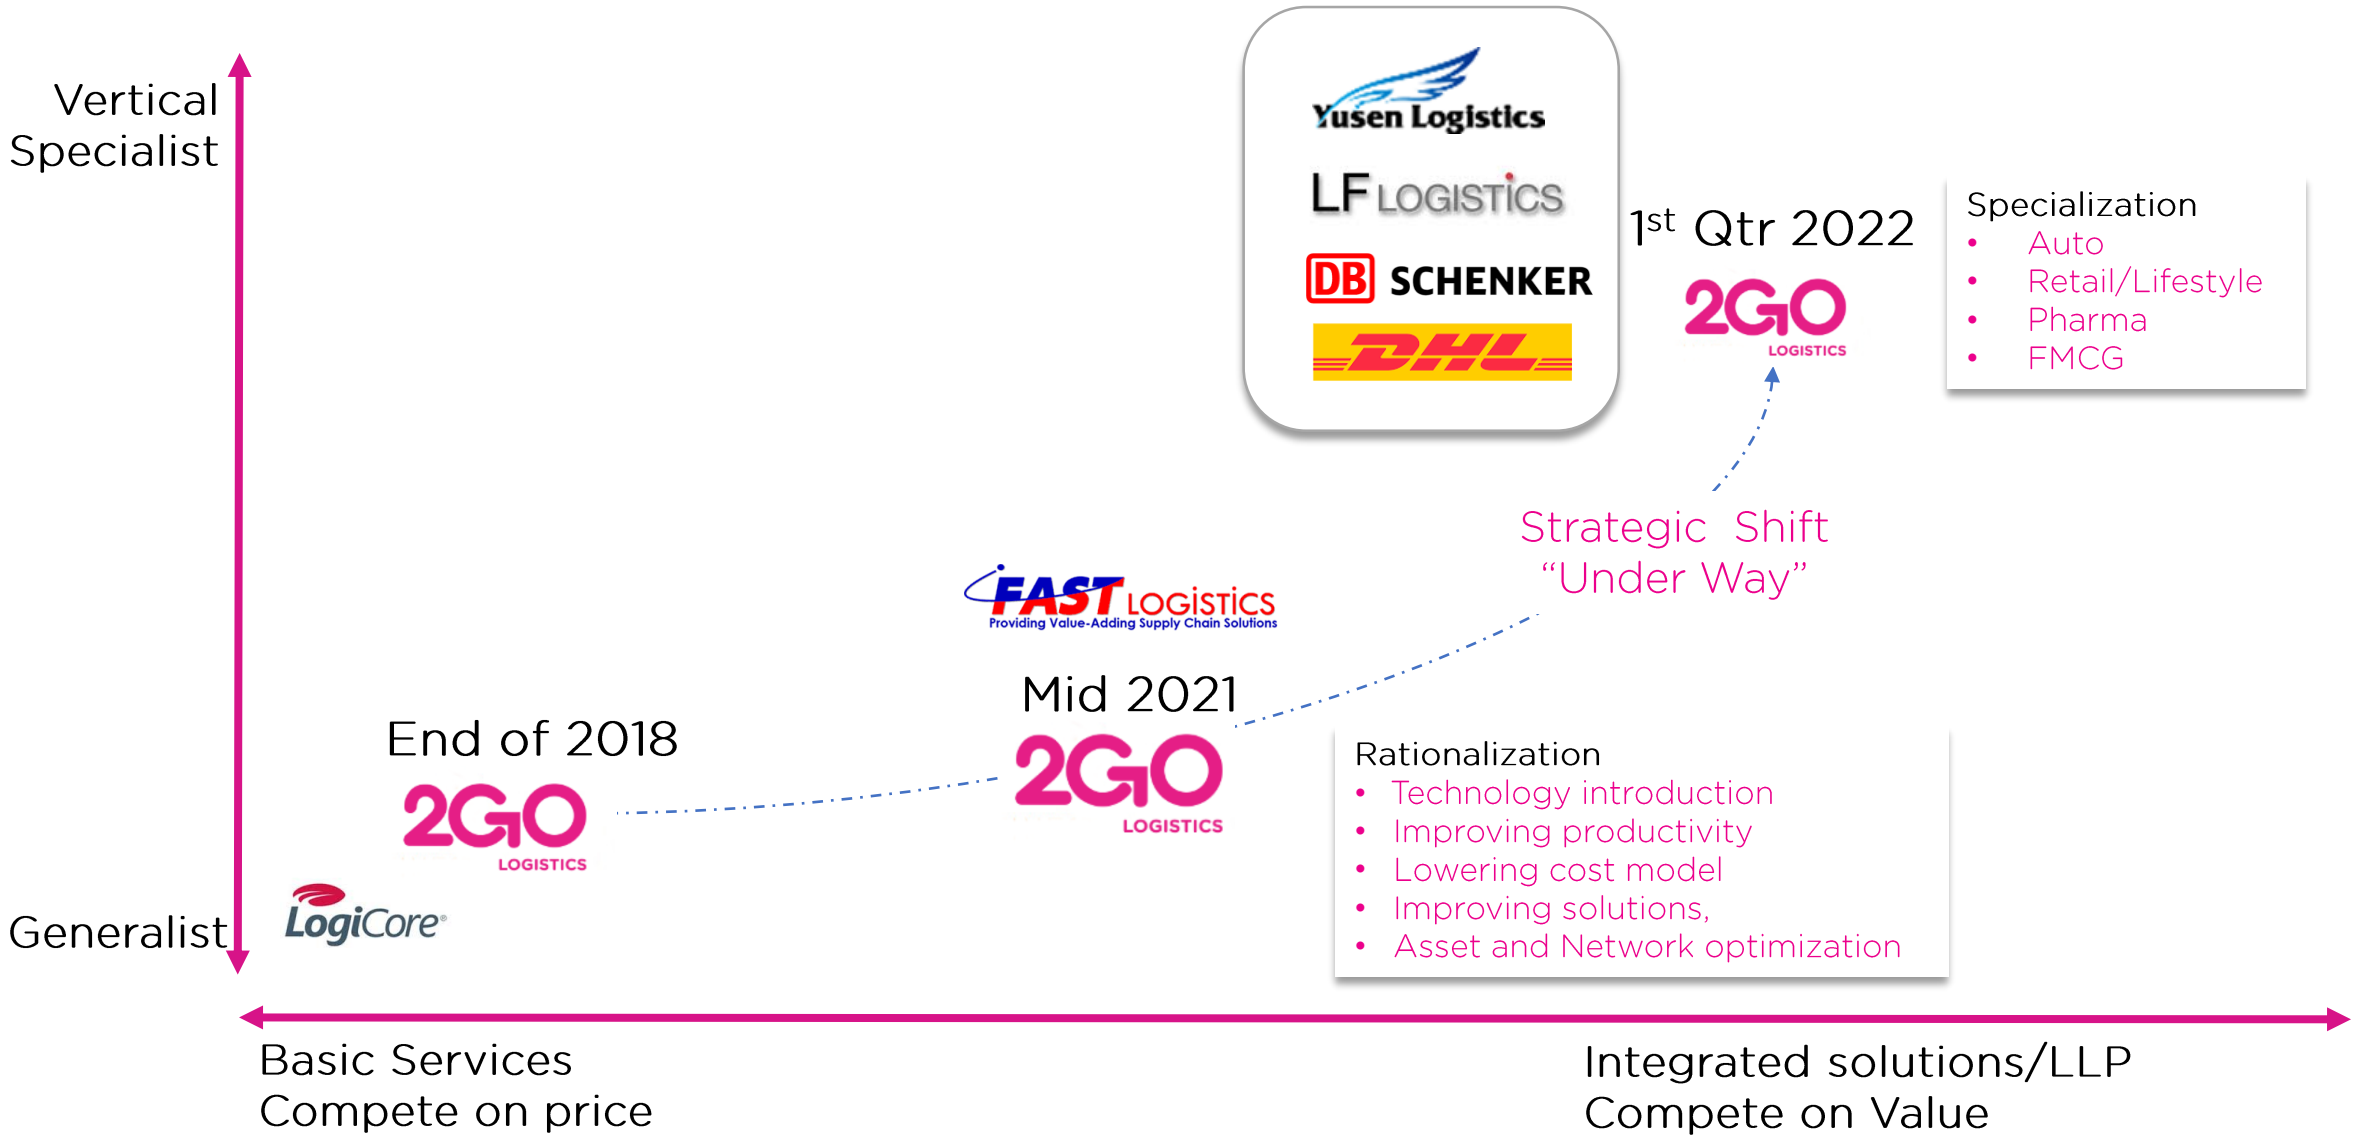 Vertical
Specialist
Yusen Logistics
LF LOGISTICS
DB SCHENKER
DHL
1st Qtr 2022
2GO
LOGISTICS
Specialization
• Auto
• Retail/Lifestyle
• Pharma
• FMCG
Strategic Shift
“Under Way”
FAST LOGISTICS
Providing Value-Adding Supply Chain Solutions
Mid 2021
2GO
LOGISTICS
End of 2018
2GO
LOGISTICS
Rationalization
• Technology introduction
• Improving productivity
• Lowering cost model
• Improving solutions,
• Asset and Network optimization
LogiCore®
Generalist
Basic Services
Compete on price
Integrated solutions/LLP
Compete on Value